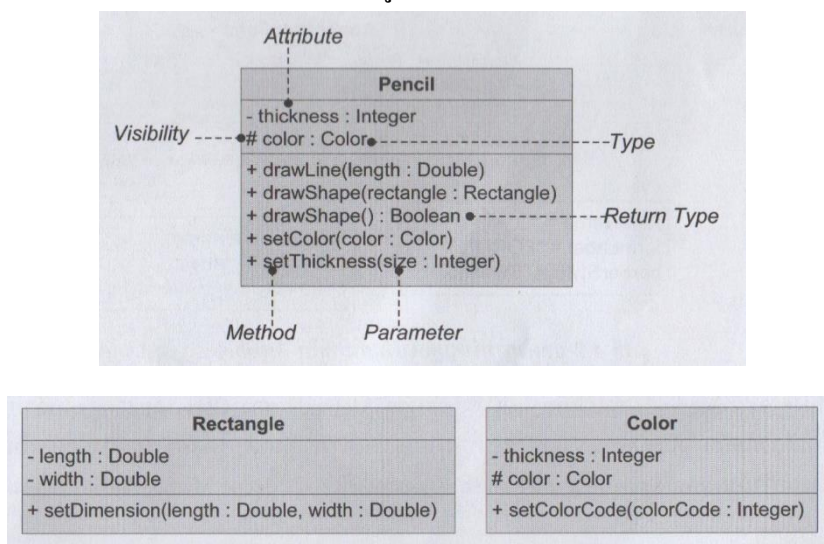 Attribute
Pencil
- thickness : Integer
Visibility
# color : Color
Type
+ drawLine(length : Double)
+ drawShape(rectangle : Rectangle)
+ drawShape() : Boolean
Return Type
+ setColor(color : Color)
+ setThickness(size : Integer)
Method
Parameter
Rectangle
- length : Double
- width : Double
+ setDimension(length : Double, width : Double)
Color
- thickness : Integer
# color : Color
+ setColorCode(colorCode : Integer)